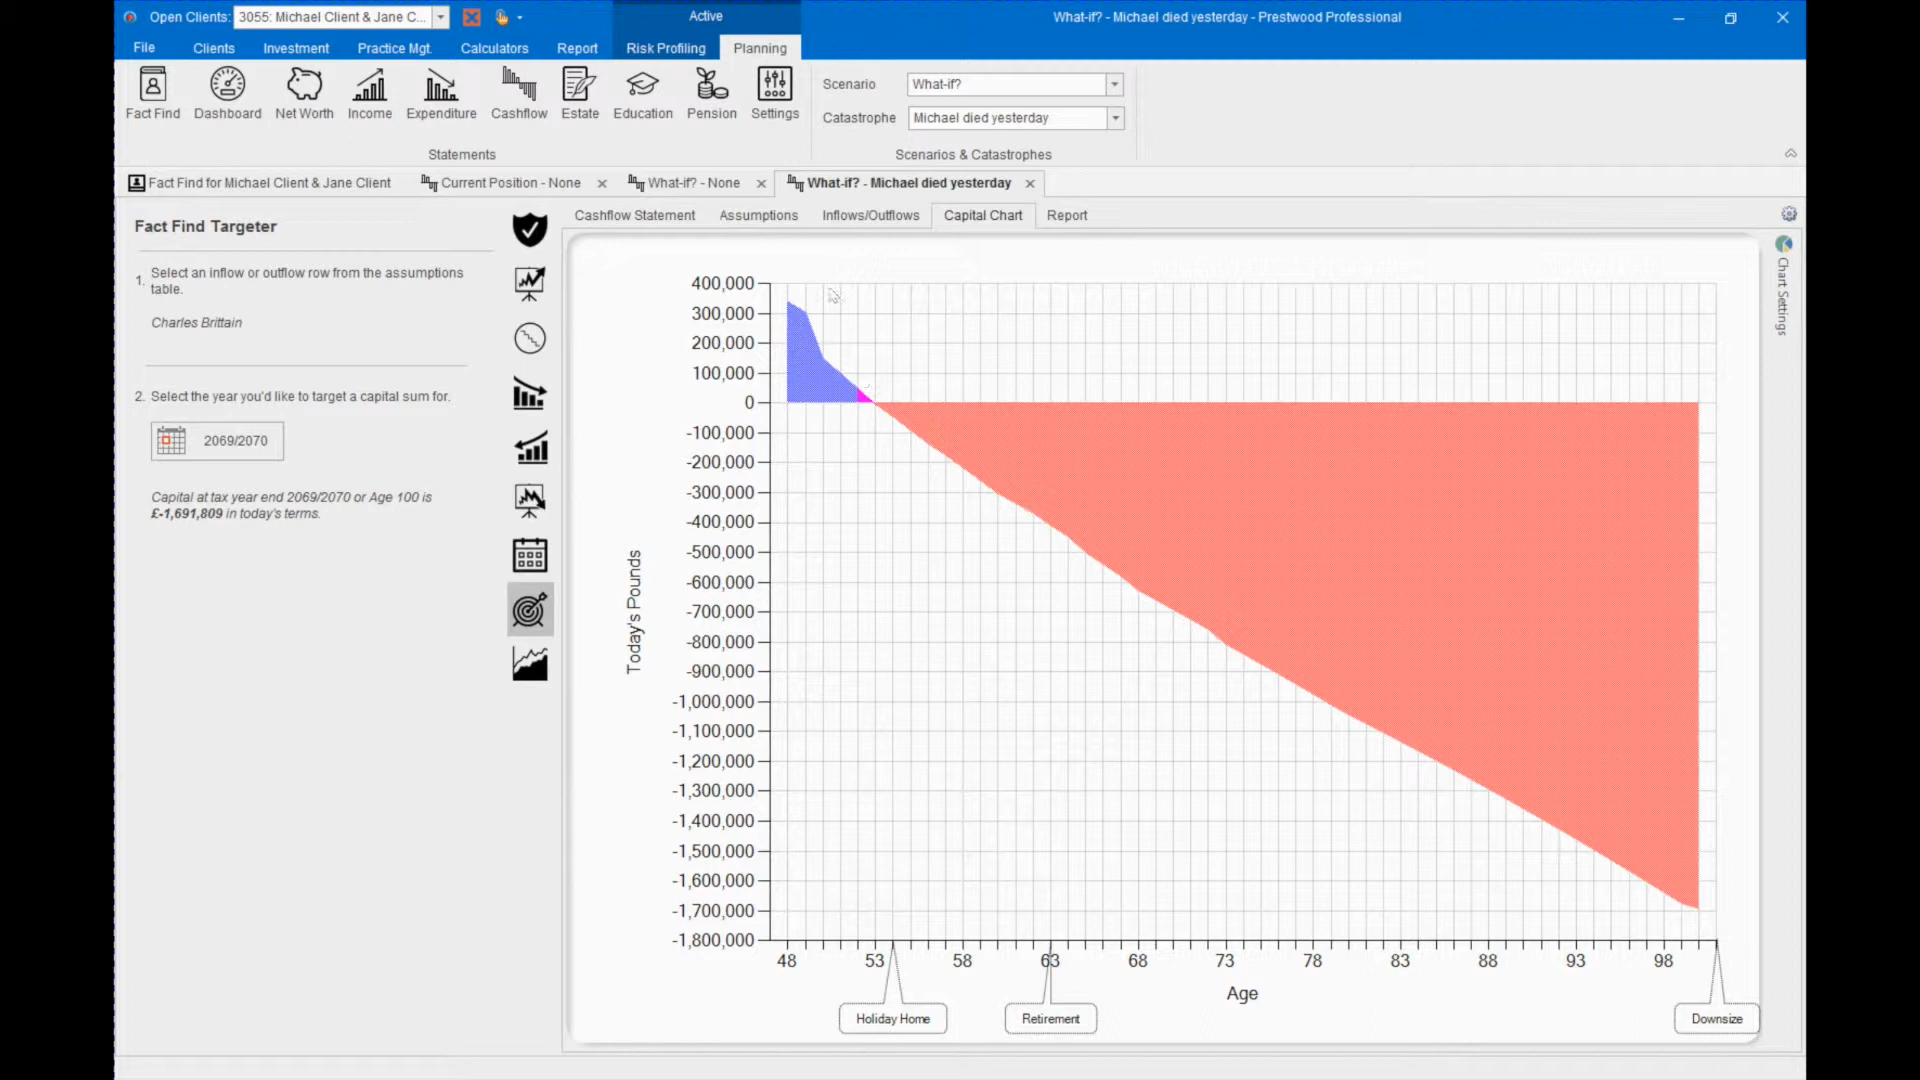 Open Clients: 3055: Michael Client & Jane C... Active What-if? - Michael died yesterday - Prestwood Professional
File Clients Investment Practice Mgt. Calculators Report Risk Profiling Planning
Fact Find Dashboard Net Worth Income Expenditure Cashflow Estate Education Pension Settings
Scenario What-if?
Catastrophe Michael died yesterday
Statements Scenarios & Catastrophes
Fact Find for Michael Client & Jane Client Current Position - None What-if? - None What-if? - Michael died yesterday
Cashflow Statement Assumptions Inflows/Outflows Capital Chart Report
Fact Find Targeter
1. Select an inflow or outflow row from the assumptions
table.
Charles Brittain
2. Select the year you'd like to target a capital sum for.
2069/2070
Capital at tax year end 2069/2070 or Age 100 is
£-1,691,809 in today's terms.
Chart Settings
Today's Pounds
400,000
300,000
200,000
100,000
0
-100,000
-200,000
-300,000
-400,000
-500,000
-600,000
-700,000
-800,000
-900,000
-1,000,000
-1,100,000
-1,200,000
-1,300,000
-1,400,000
-1,500,000
-1,600,000
-1,700,000
-1,800,000
48 53 58 63 68 73 78 83 88 93 98
Age
Holiday Home Retirement Downsize